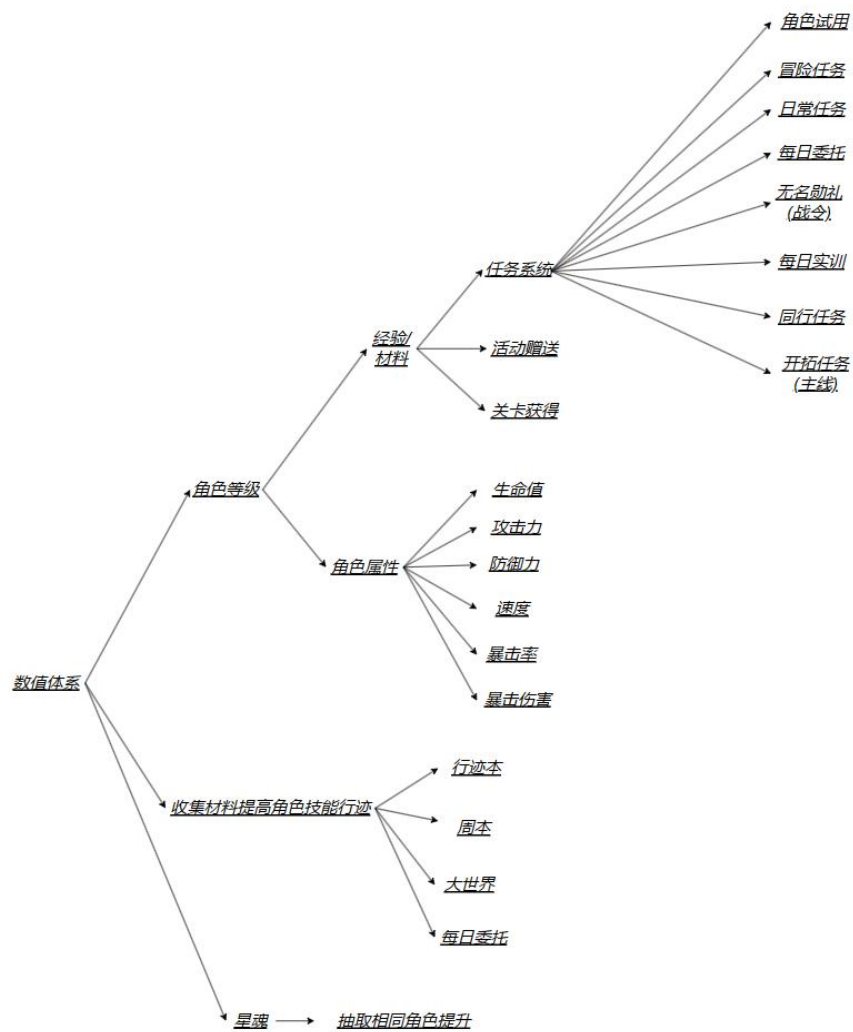 角色试用
冒险任务
日常任务
每日委托
无名勋礼
(战令)
任务系统
每日实训
同行任务
经验/
材料
活动赠送
开拓任务
(主线)
关卡获得
角色等级
生命值
攻击力
角色属性
防御力
速度
暴击率
数值体系
暴击伤害
行迹本
收集材料提高角色技能行迹
周本
大世界
每日委托
星魂
抽取相同角色提升